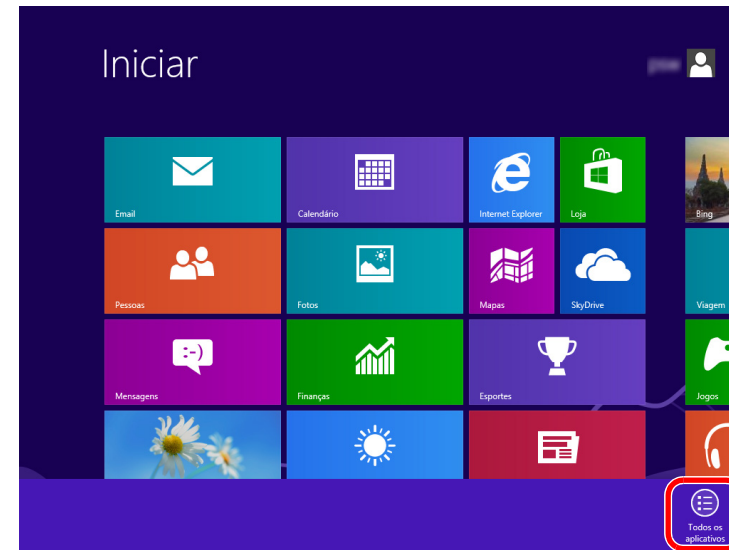 Iniciar
Email
Calendário
Internet Explorer
Loja
Bing
Pessoas
Fotos
Mapas
SkyDrive
Viagem
Mensagens
Finanças
Esportes
Jogos
Todos os
aplicativos